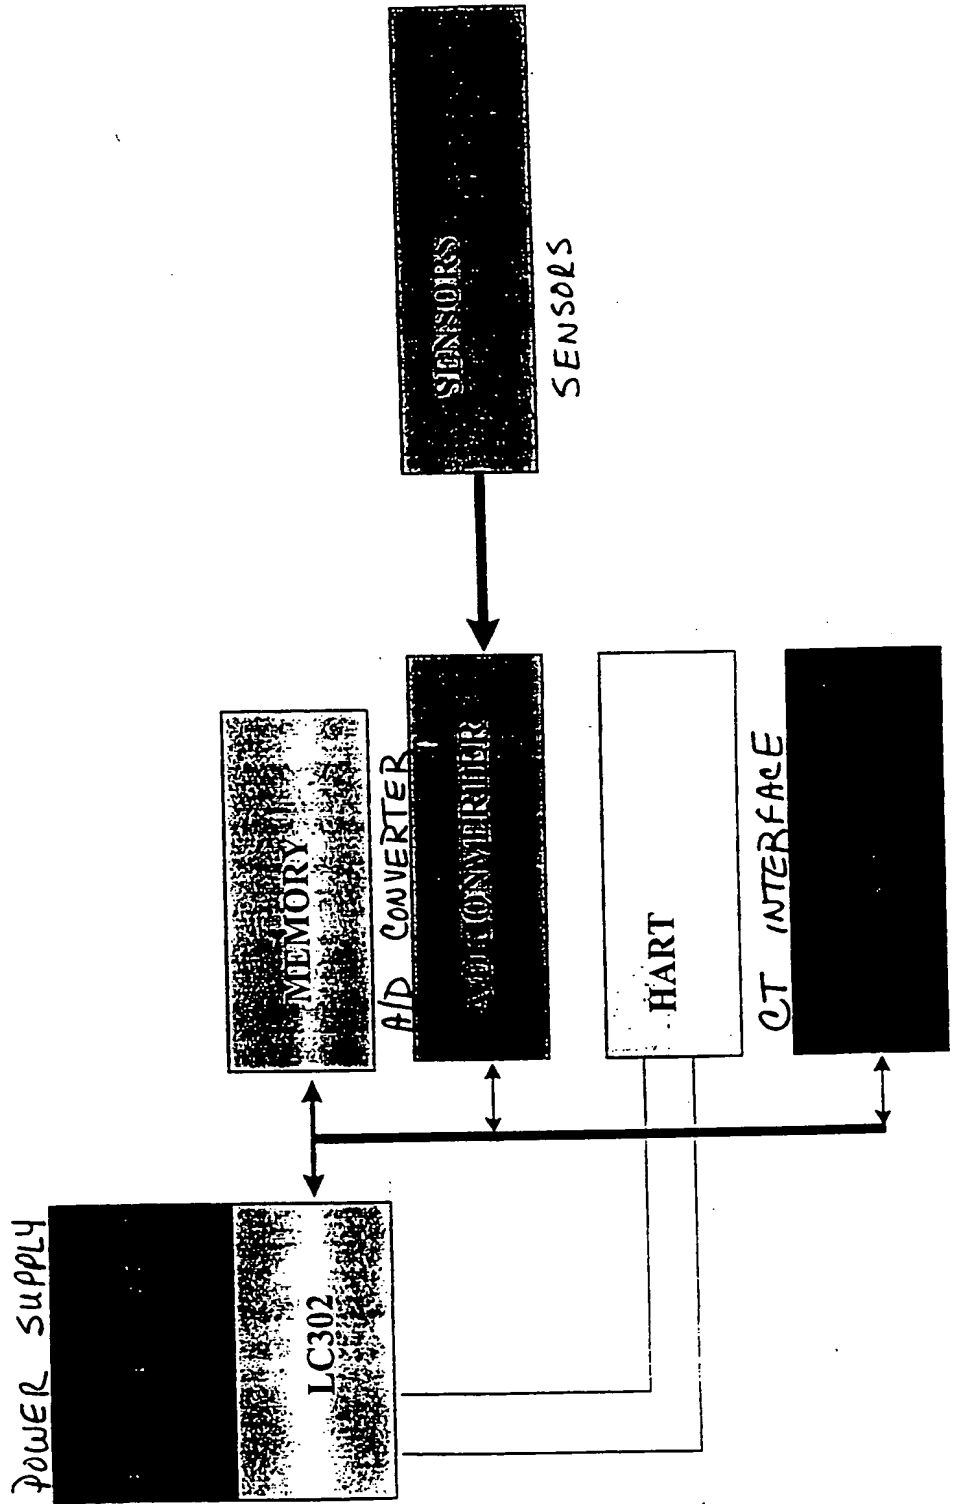 POWER SUPPLY
LC302
MEMORY
A/D CONVERTER
A/D CONVERTER
HART
CT INTERFACE
SENSORS
SENSORS